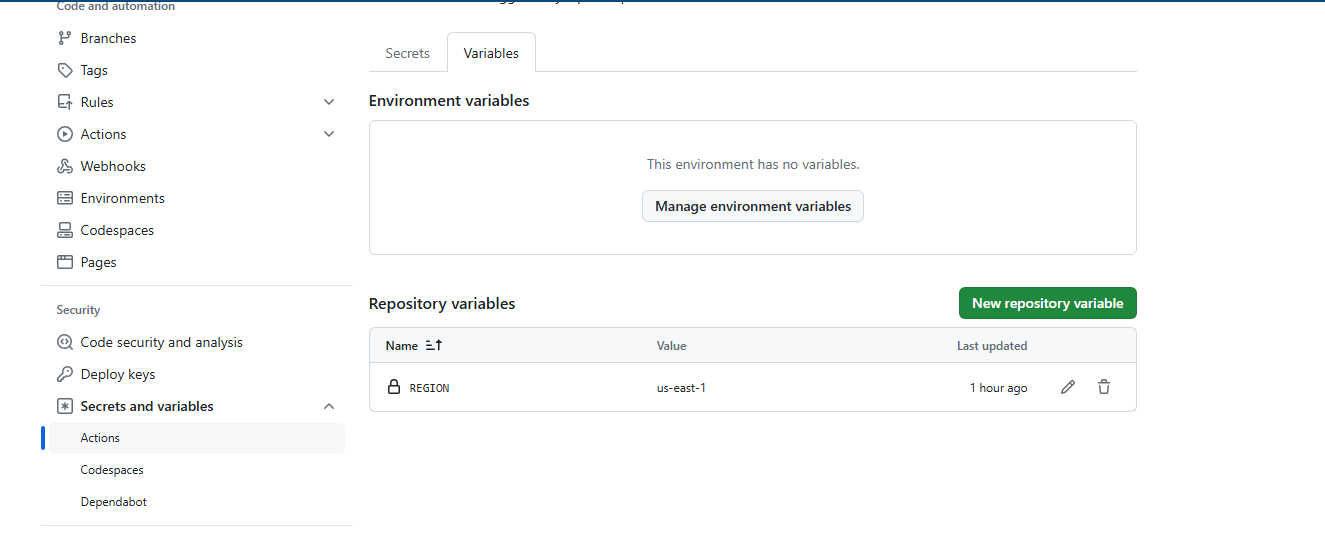 Code and automation
Branches
Tags
Rules
Actions
Webhooks
Environments
Codespaces
Pages
Security
Code security and analysis
Deploy keys
Secrets and variables
Actions
Codespaces
Dependabot
Secrets Variables
Environment variables
This environment has no variables.
Manage environment variables
Repository variables New repository variable
Name Value Last updated
REGION us-east-1 1 hour ago